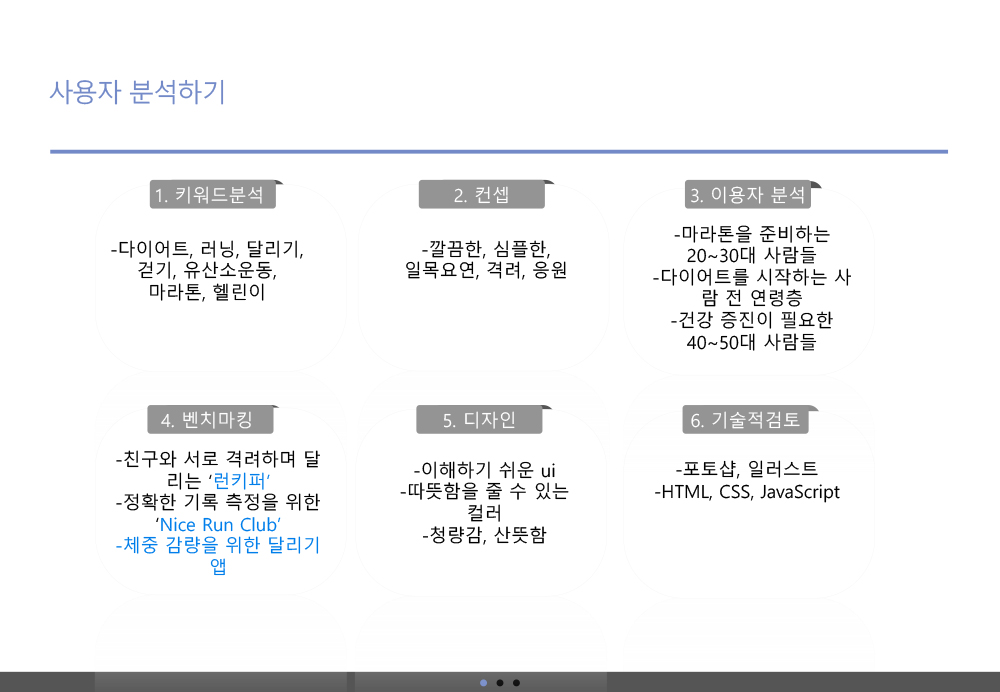 사용자 분석하기
1. 키워드분석
-다이어트, 러닝, 달리기,
걷기, 유산소운동,
마라톤, 헬린이
2. 컨셉
-깔끔한, 심플한,
일목요연, 격려, 응원
3. 이용자 분석
-마라톤을 준비하는
20~30대 사람들
-다이어트를 시작하는 사
람 전 연령층
-건강 증진이 필요한
40~50대 사람들
4. 벤치마킹
-친구와 서로 격려하며 달
리는 ‘런키퍼‘
-정확한 기록 측정을 위한
‘Nice Run Club’
-체중 감량을 위한 달리기
앱
5. 디자인
-이해하기 쉬운 ui
-따뜻함을 줄 수 있는
컬러
-청량감, 산뜻함
6. 기술적검토
-포토샵, 일러스트
-HTML, CSS, JavaScript